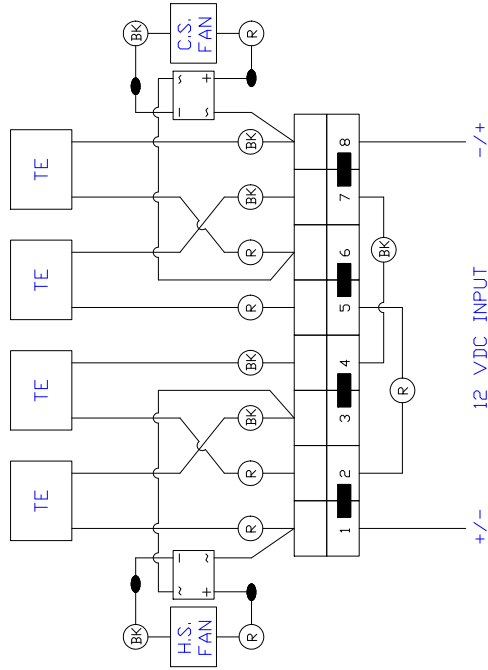 TE
TE
TE
TE
BK
BK
H.S.
FAN
~ −
+ ~
− ~
~ +
C.S.
FAN
R
R
R
BK
BK
R
R
BK
BK
R
1 2 3 4 5 6 7 8
BK
R
+/-
12 VDC INPUT
-/+